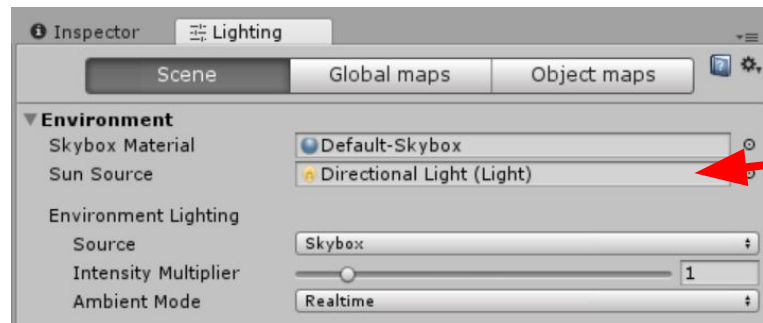 Inspector Lighting
Scene Global maps Object maps
Environment
Skybox Material Default-Skybox
Sun Source Directional Light (Light)
Environment Lighting
Source Skybox
Intensity Multiplier 1
Ambient Mode Realtime